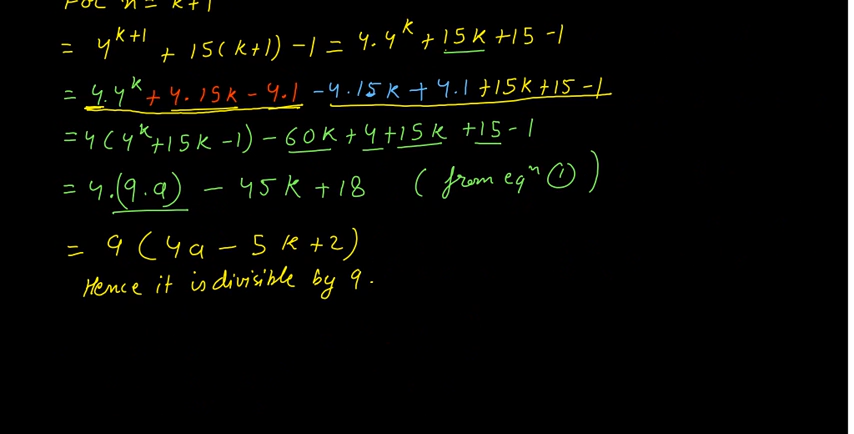 For n = k+1
= 4^(k+1) + 15(k+1) - 1 = 4.4^k + 15k + 15 - 1
= 4.4^k + 4.15k - 4.1 - 4.15k + 4.1 + 15k + 15 - 1
= 4(4^k + 15k - 1) - 60k + 4 + 15k + 15 - 1
= 4.(9.a) - 45k + 18 (from eqn ①)
= 9(4a - 5k + 2)
Hence it is divisible by 9.